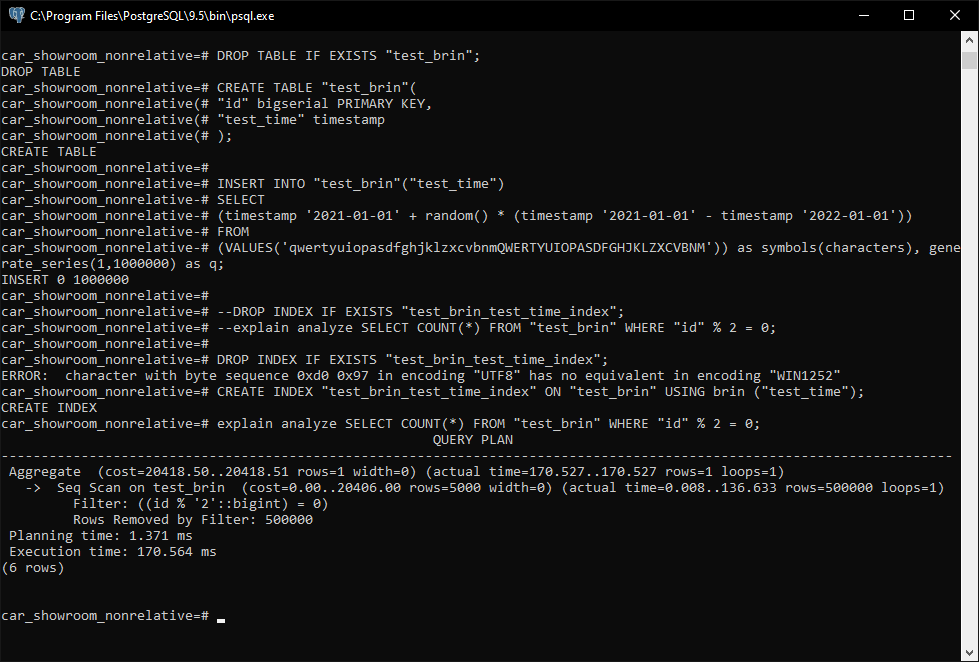 C:\Program Files\PostgreSQL\9.5\bin\psql.exe
car_showroom_nonrelative=# DROP TABLE IF EXISTS "test_brin";
DROP TABLE
car_showroom_nonrelative=# CREATE TABLE "test_brin"(
car_showroom_nonrelative(# "id" bigserial PRIMARY KEY,
car_showroom_nonrelative(# "test_time" timestamp
car_showroom_nonrelative(# );
CREATE TABLE
car_showroom_nonrelative=#
car_showroom_nonrelative=# INSERT INTO "test_brin"("test_time")
car_showroom_nonrelative-# SELECT
car_showroom_nonrelative-# (timestamp '2021-01-01' + random() * (timestamp '2021-01-01' - timestamp '2022-01-01'))
car_showroom_nonrelative-# FROM
car_showroom_nonrelative-# (VALUES('qwertyuiopasdfghjklzxcvbnmQWERTYUIOPASDFGHJKLZXCVBNM')) as symbols(characters), gene
rate_series(1,1000000) as q;
INSERT 0 1000000
car_showroom_nonrelative=#
car_showroom_nonrelative=# --DROP INDEX IF EXISTS "test_brin_test_time_index";
car_showroom_nonrelative=# --explain analyze SELECT COUNT(*) FROM "test_brin" WHERE "id" % 2 = 0;
car_showroom_nonrelative=#
car_showroom_nonrelative=# DROP INDEX IF EXISTS "test_brin_test_time_index";
ERROR:  character with byte sequence 0xd0 0x97 in encoding "UTF8" has no equivalent in encoding "WIN1252"
car_showroom_nonrelative=# CREATE INDEX "test_brin_test_time_index" ON "test_brin" USING brin ("test_time");
CREATE INDEX
car_showroom_nonrelative=# explain analyze SELECT COUNT(*) FROM "test_brin" WHERE "id" % 2 = 0;
QUERY PLAN
-----------------------------------------------------------------------------------------------------------------------
Aggregate  (cost=20418.50..20418.51 rows=1 width=0) (actual time=170.527..170.527 rows=1 loops=1)
->  Seq Scan on test_brin  (cost=0.00..20406.00 rows=5000 width=0) (actual time=0.008..136.633 rows=500000 loops=1)
Filter: ((id % '2'::bigint) = 0)
Rows Removed by Filter: 500000
Planning time: 1.371 ms
Execution time: 170.564 ms
(6 rows)
car_showroom_nonrelative=#